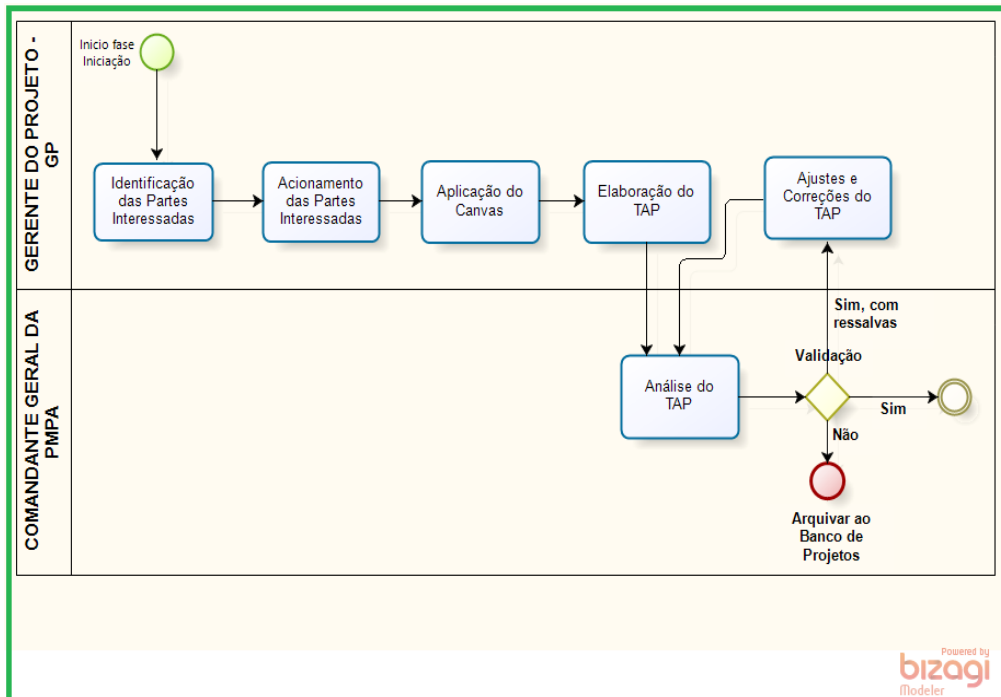 GERENTE DO PROJETO -
GP
Inicio fase
Iniciação
Identificação
das Partes
Interessadas
Acionamento
das Partes
Interessadas
Aplicação do
Canvas
Elaboração do
TAP
Ajustes e
Correções do
TAP
COMANDANTE GERAL DA
PMPA
Análise do
TAP
Validação
Sim, com
ressalvas
Sim
Não
Arquivar ao
Banco de
Projetos
Powered by
bizagi
Modeler